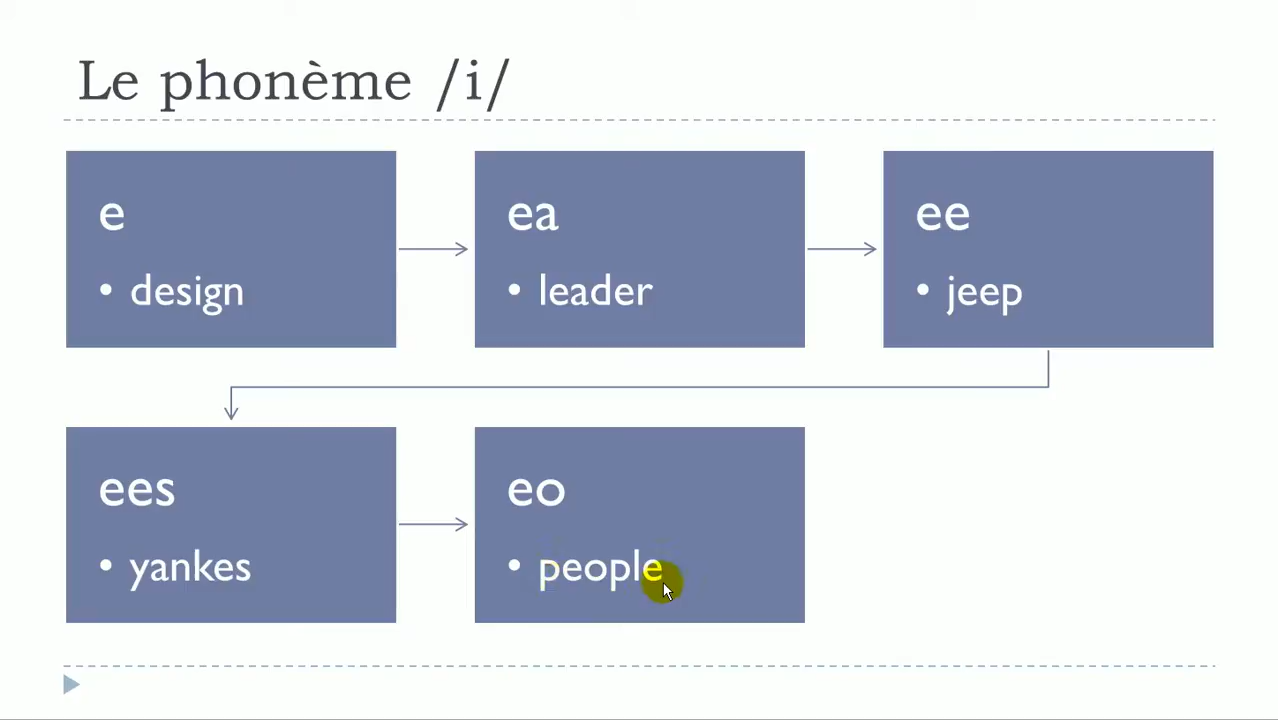 Le phonème /i/
e
• design
ea
• leader
ee
• jeep
ees
• yankes
eo
• people